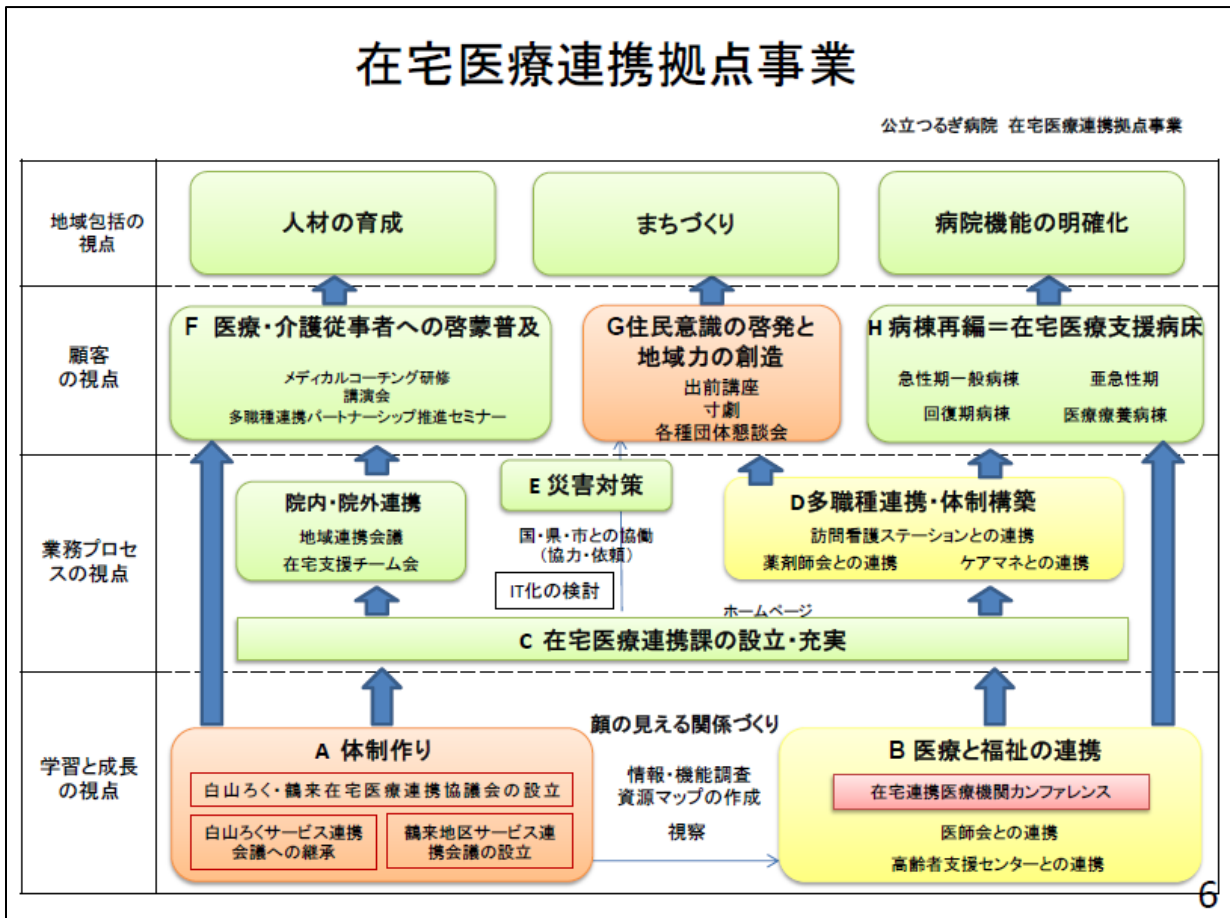 在宅医療連携拠点事業
公立つるぎ病院 在宅医療連携拠点事業
地域包括の
視点
人材の育成
まちづくり
病院機能の明確化
顧客
の視点
F 医療・介護従事者への啓蒙普及
メディカルコーチング研修
講演会
多職種連携パートナーシップ推進セミナー
G住民意識の啓発と
地域力の創造
出前講座
寸劇
各種団体懇談会
H 病棟再編＝在宅医療支援病床
急性期一般病棟 亜急性期
回復期病棟 医療療養病棟
業務プロセ
スの視点
院内・院外連携
地域連携会議
在宅支援チーム会
E 災害対策
国・県・市との協働
(協力・依頼)
IT化の検討
D多職種連携・体制構築
訪問看護ステーションとの連携
薬剤師会との連携 ケアマネとの連携
ホームページ
C 在宅医療連携課の設立・充実
学習と成長
の視点
A 体制作り
白山ろく・鶴来在宅医療連携協議会の設立
白山ろくサービス連携
会議への継承
鶴来地区サービス連
携会議の設立
顔の見える関係づくり
情報・機能調査
資源マップの作成
視察
B 医療と福祉の連携
在宅連携医療機関カンファレンス
医師会との連携
高齢者支援センターとの連携
6